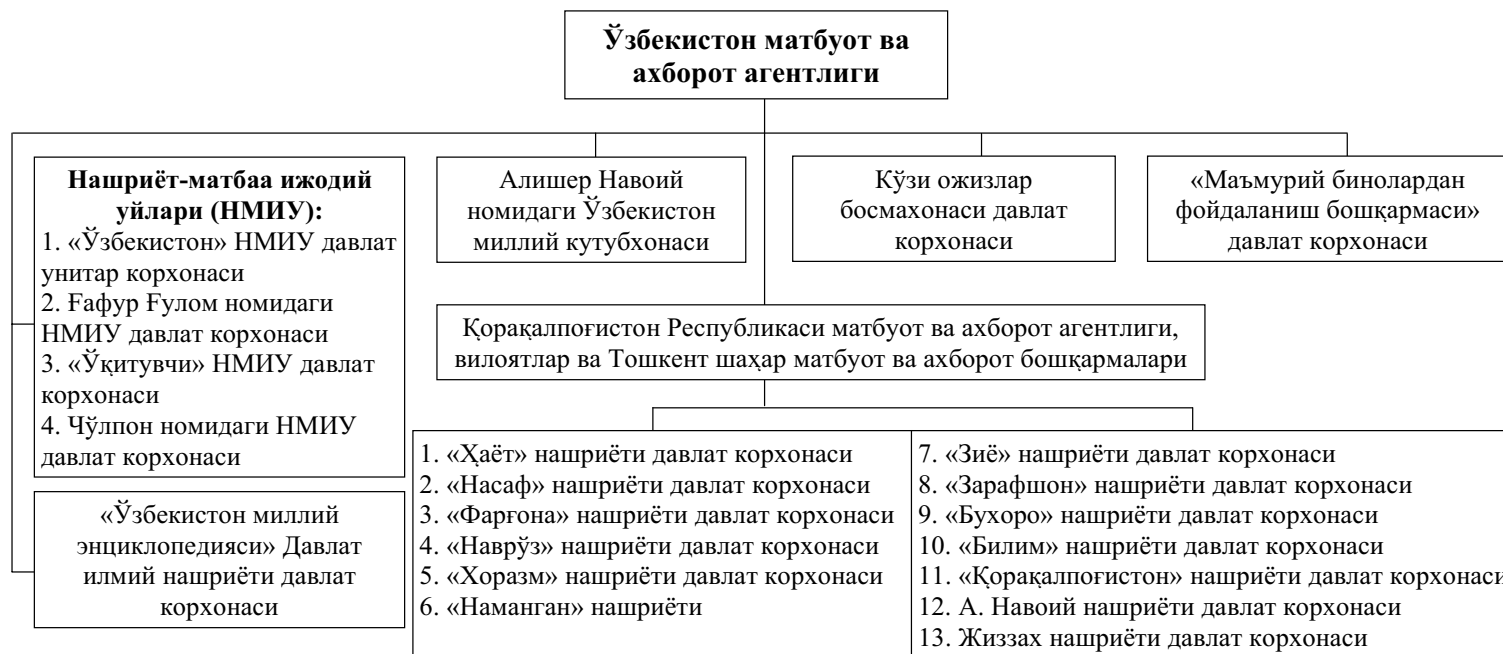 Ўзбекистон матбуот ва
ахборот агентлиги
Нашриёт-матбаа ижодий
уйлари (НМИУ):
1. «Ўзбекистон» НМИУ давлат
унитар корхонаси
2. Ғафур Ғулом номидаги
НМИУ давлат корхонаси
3. «Ўқитувчи» НМИУ давлат
корхонаси
4. Чўлпон номидаги НМИУ
давлат корхонаси
«Ўзбекистон миллий
энциклопедияси» Давлат
илмий нашриёти давлат
корхонаси
Алишер Навоий
номидаги Ўзбекистон
миллий кутубхонаси
Кўзи ожизлар
босмахонаси давлат
корхонаси
«Маъмурий бинолардан
фойдаланиш бошқармаси»
давлат корхонаси
Қорақалпоғистон Республикаси матбуот ва ахборот агентлиги,
вилоятлар ва Тошкент шаҳар матбуот ва ахборот бошқармалари
1. «Ҳаёт» нашриёти давлат корхонаси
2. «Насаф» нашриёти давлат корхонаси
3. «Фарғона» нашриёти давлат корхонаси
4. «Наврўз» нашриёти давлат корхонаси
5. «Хоразм» нашриёти давлат корхонаси
6. «Наманган» нашриёти
7. «Зиё» нашриёти давлат корхонаси
8. «Зарафшон» нашриёти давлат корхонаси
9. «Бухоро» нашриёти давлат корхонаси
10. «Билим» нашриёти давлат корхонаси
11. «Қорақалпоғистон» нашриёти давлат корхонаси
12. А. Навоий нашриёти давлат корхонаси
13. Жиззах нашриёти давлат корхонаси